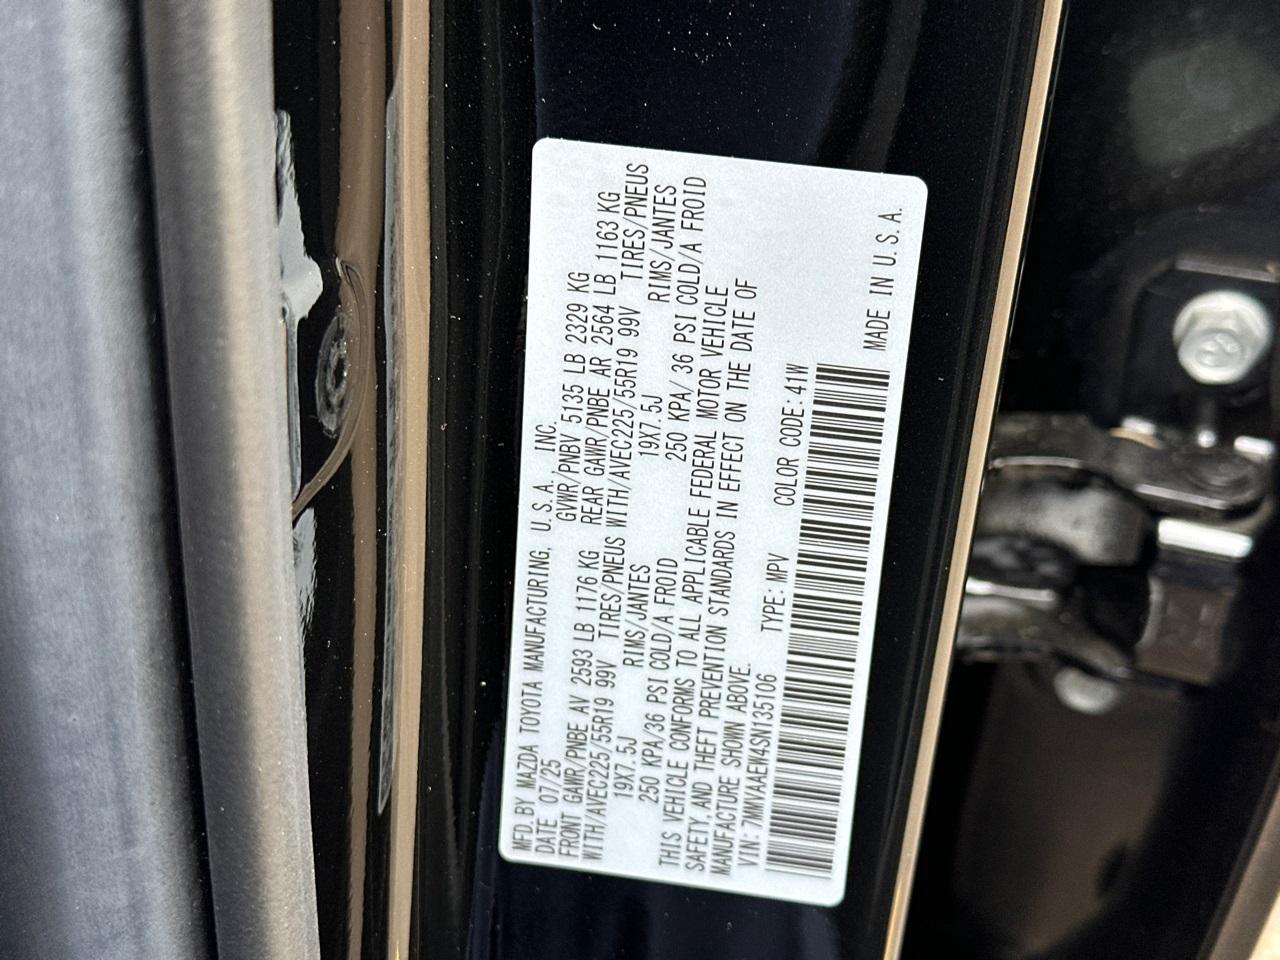 MFD. BY MAZDA TOYOTA MANUFACTURING, U.S.A., INC.
DATE 07/25 GVWR/PNBV 5135 LB 2329 KG
FRONT GAWR/PNBE AV 2593 LB 1176 KG REAR GAWR/PNBE AR 2564 LB 1163 KG
WITH/AVEC225/55R19 99V TIRES/PNEUS WITH/AVEC225/55R19 99V TIRES/PNEUS
19X7.5J RIMS/JANTES 19X7.5J RIMS/JANTES
250 KPA/36 PSI COLD/A FROID 250 KPA/ 36 PSI COLD/A FROID
THIS VEHICLE CONFORMS TO ALL APPLICABLE FEDERAL MOTOR VEHICLE
SAFETY, AND THEFT PREVENTION STANDARDS IN EFFECT ON THE DATE OF
MANUFACTURE SHOWN ABOVE.
VIN: 7MMVAAEW4SN135106 TYPE: MPV COLOR CODE: 41W
MADE IN U.S.A.